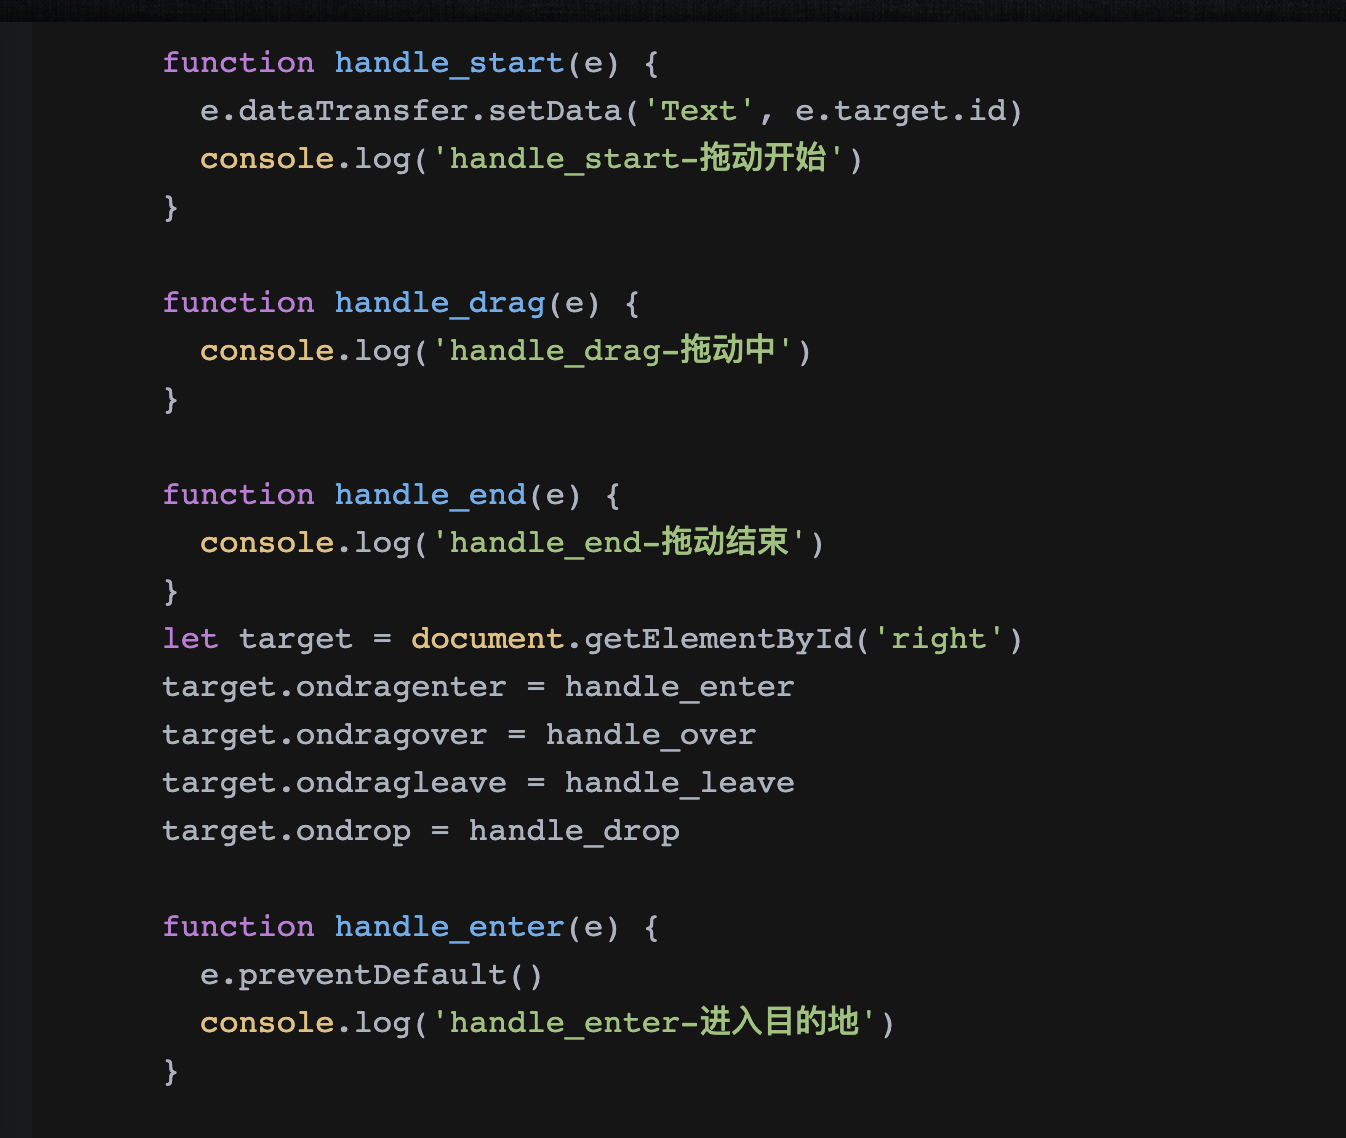 function handle_start(e) {
  e.dataTransfer.setData('Text', e.target.id)
  console.log('handle_start-拖动开始')
}

function handle_drag(e) {
  console.log('handle_drag-拖动中')
}

function handle_end(e) {
  console.log('handle_end-拖动结束')
}
let target = document.getElementById('right')
target.ondragenter = handle_enter
target.ondragover = handle_over
target.ondragleave = handle_leave
target.ondrop = handle_drop

function handle_enter(e) {
  e.preventDefault()
  console.log('handle_enter-进入目的地')
}